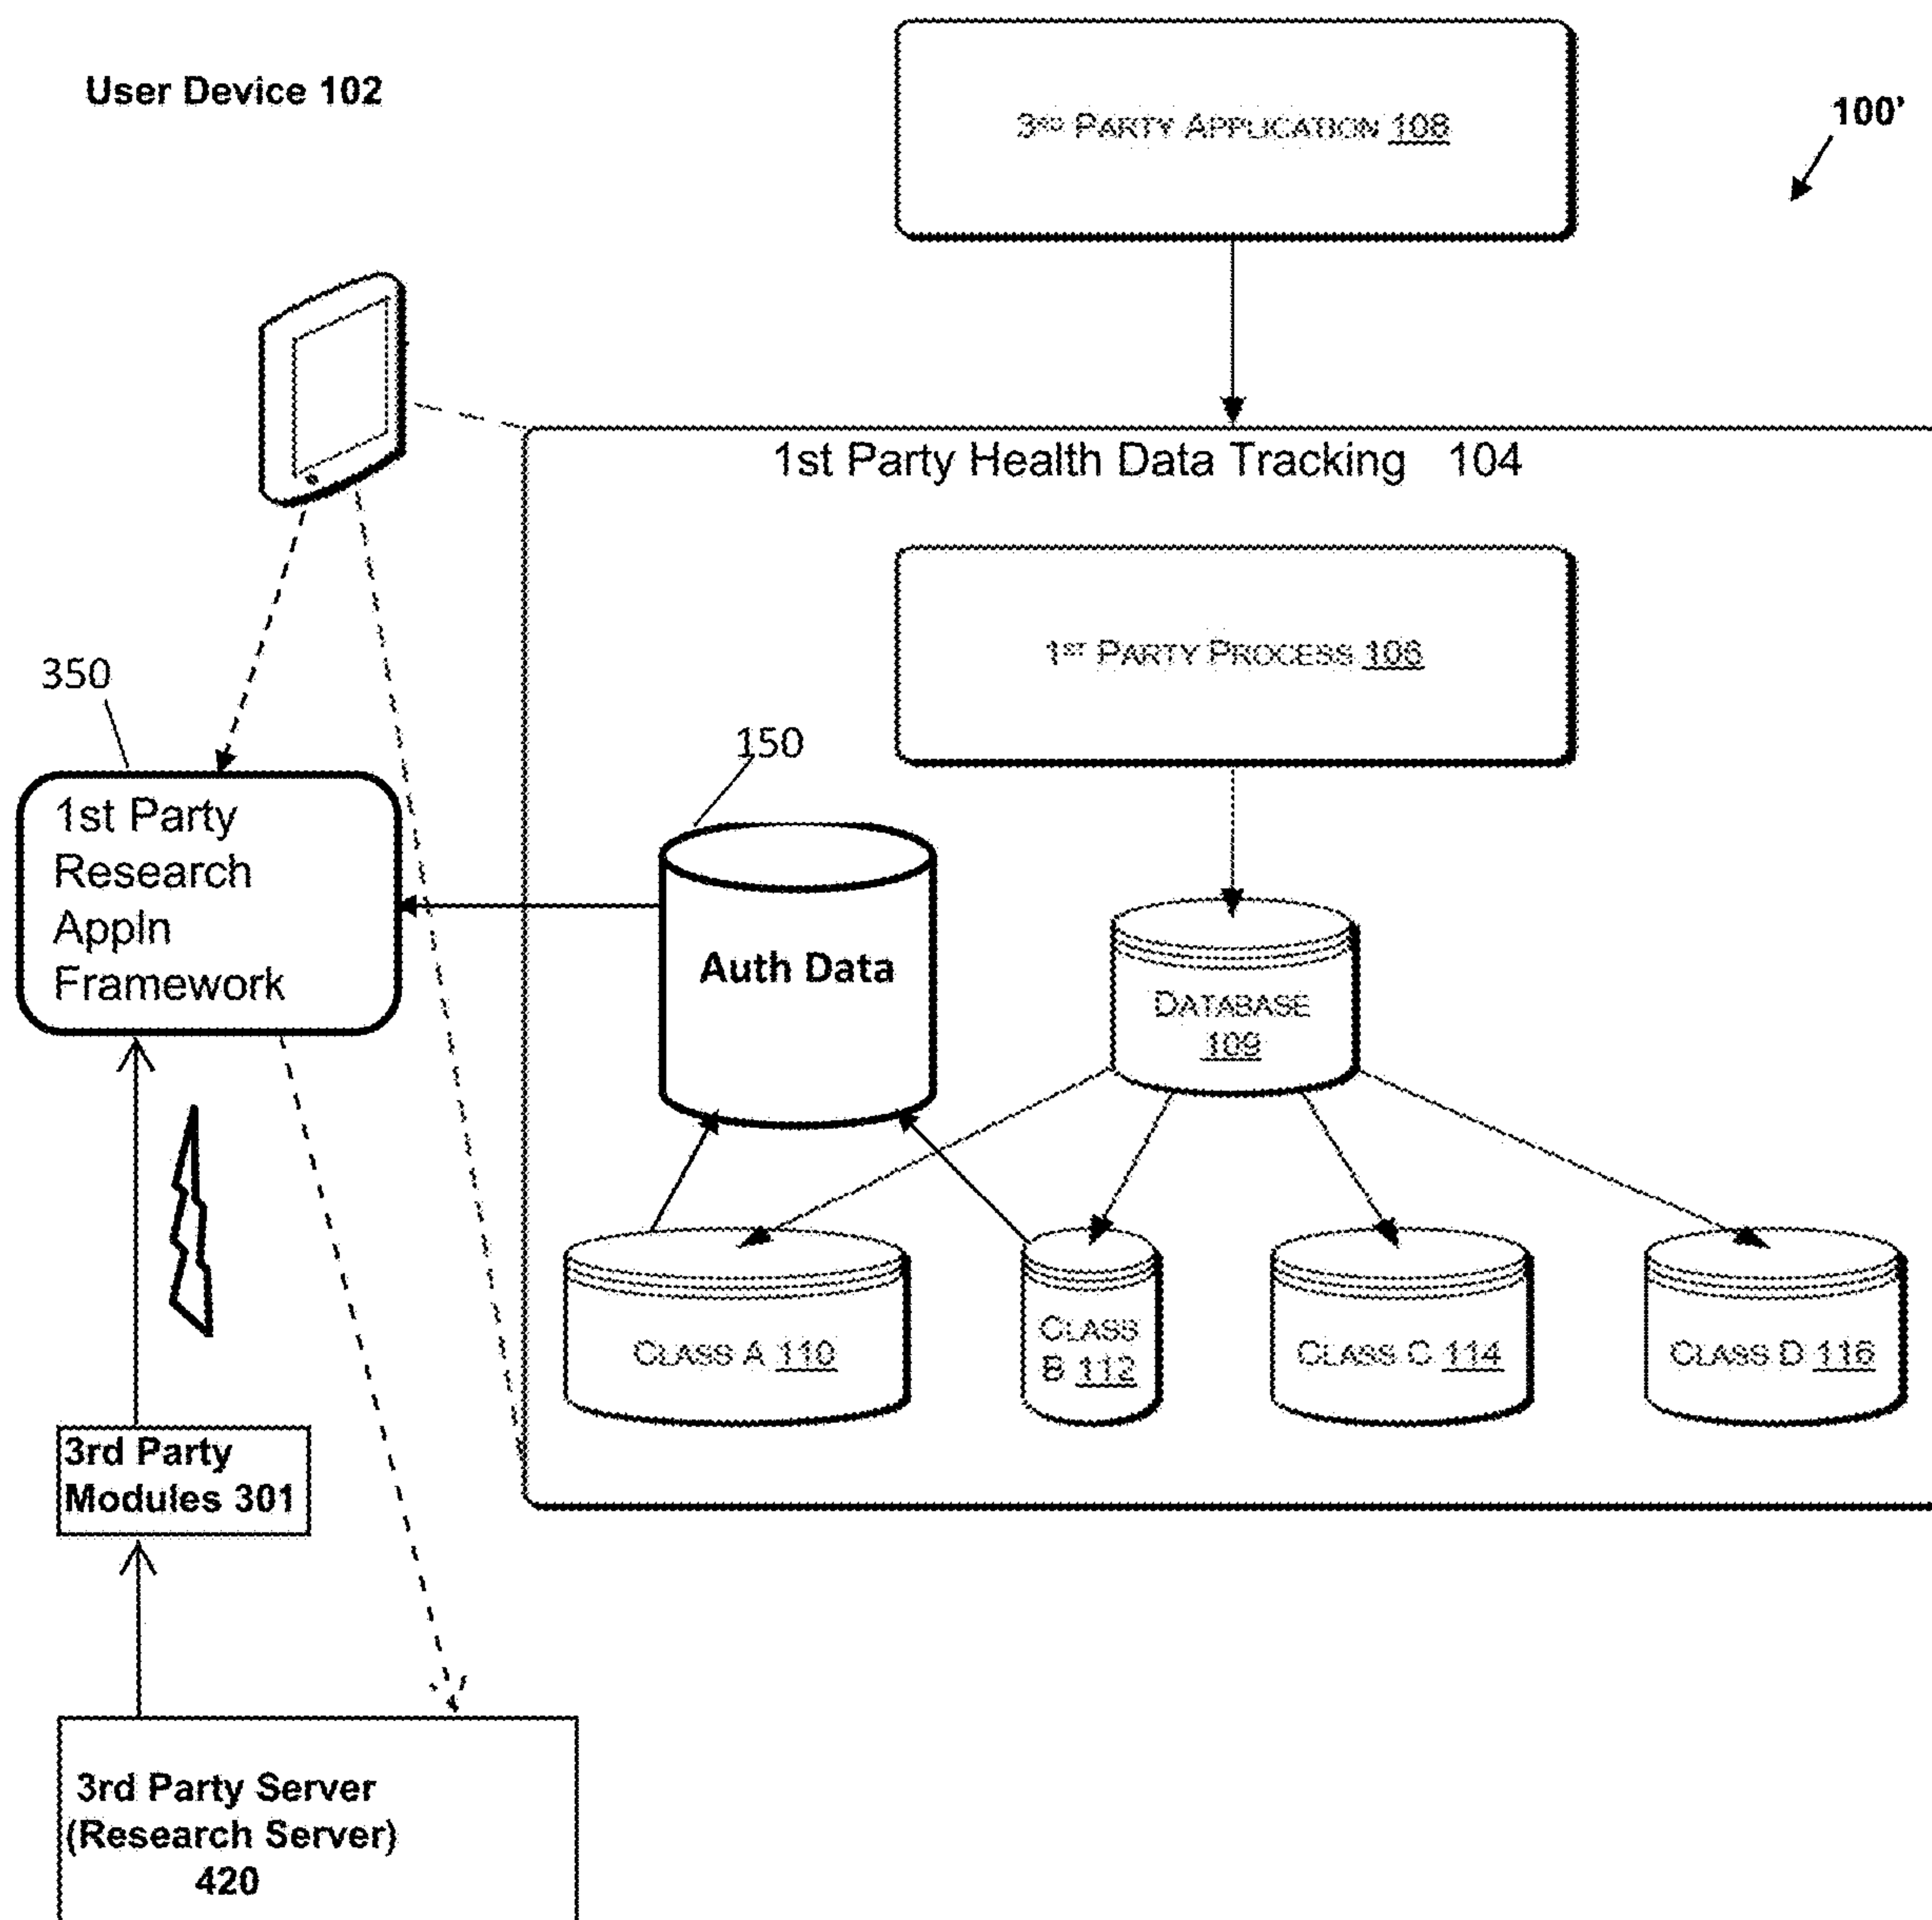 User Device 102
3RD PARTY APPLICATION 108
100'
1st Party Health Data Tracking 104
1ST PARTY PROCESS 106
350
150
1st Party
Research
Appln
Framework
Auth Data
DATABASE
109
CLASS A 110
CLASS
B 112
CLASS C 114
CLASS D 116
3rd Party
Modules 301
3rd Party Server
(Research Server)
420